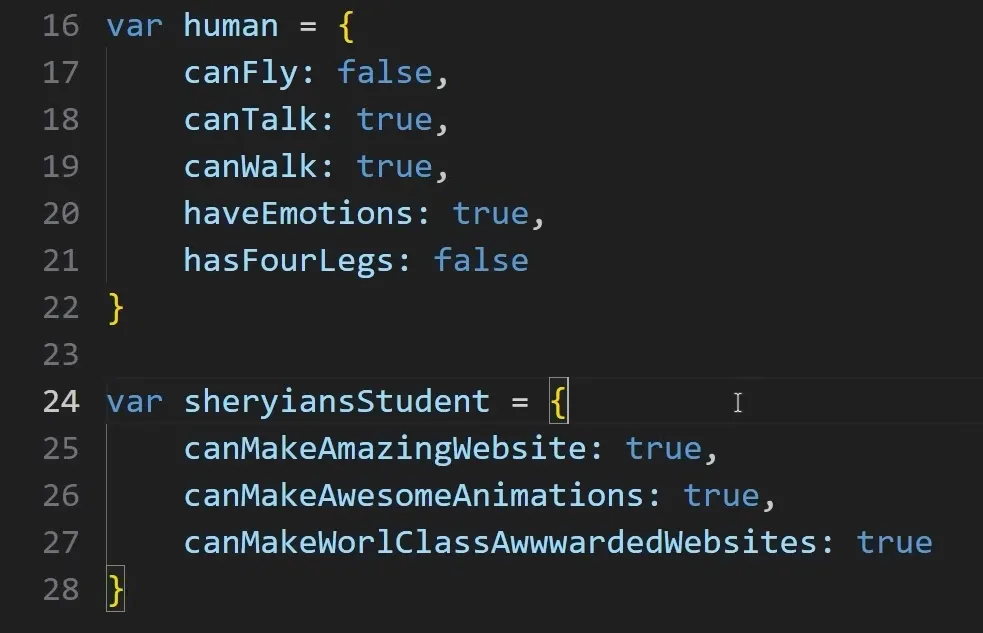 16 var human = {
17 canFly: false,
18 canTalk: true,
19 canWalk: true,
20 haveEmotions: true,
21 hasFourLegs: false
22 }
23
24 var sheryiansStudent = {
25 canMakeAmazingWebsite: true,
26 canMakeAwesomeAnimations: true,
27 canMakeWorlClassAwwwardedWebsites: true
28 }